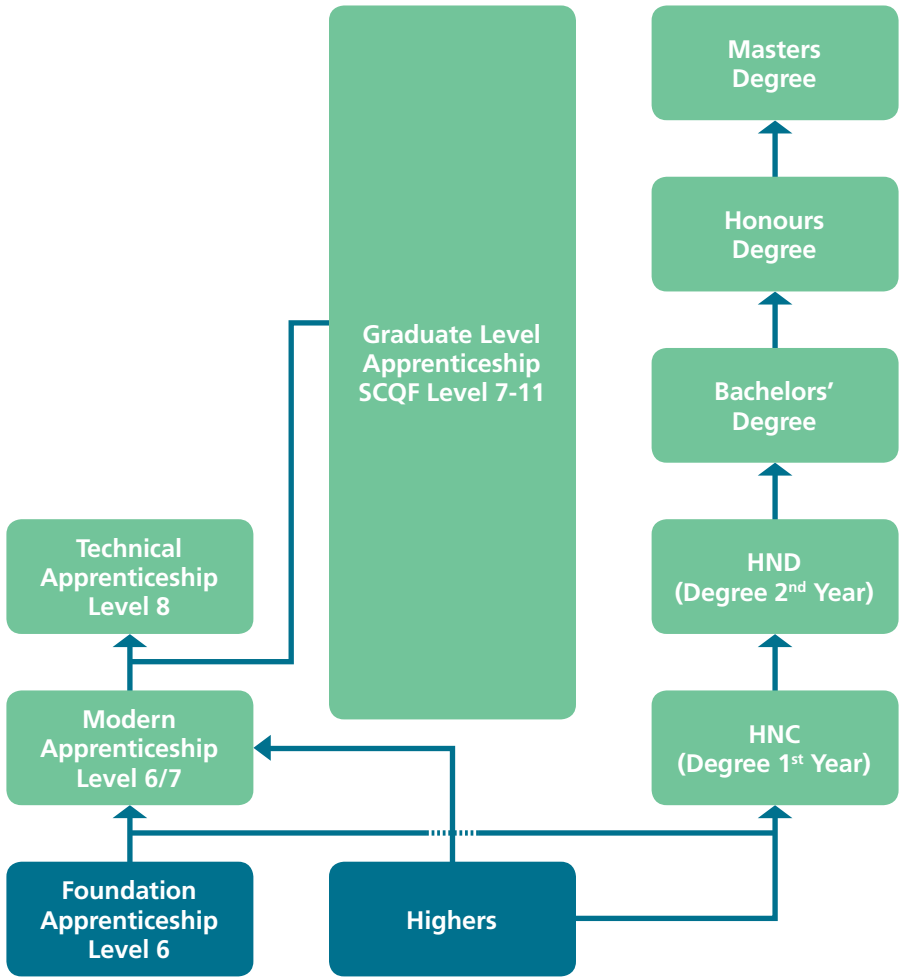 Masters
Degree
Honours
Degree
Graduate Level
Apprenticeship
SCQF Level 7-11
Bachelors’
Degree
Technical
Apprenticeship
Level 8
HND
(Degree 2nd Year)
Modern
Apprenticeship
Level 6/7
HNC
(Degree 1st Year)
Foundation
Apprenticeship
Level 6
Highers